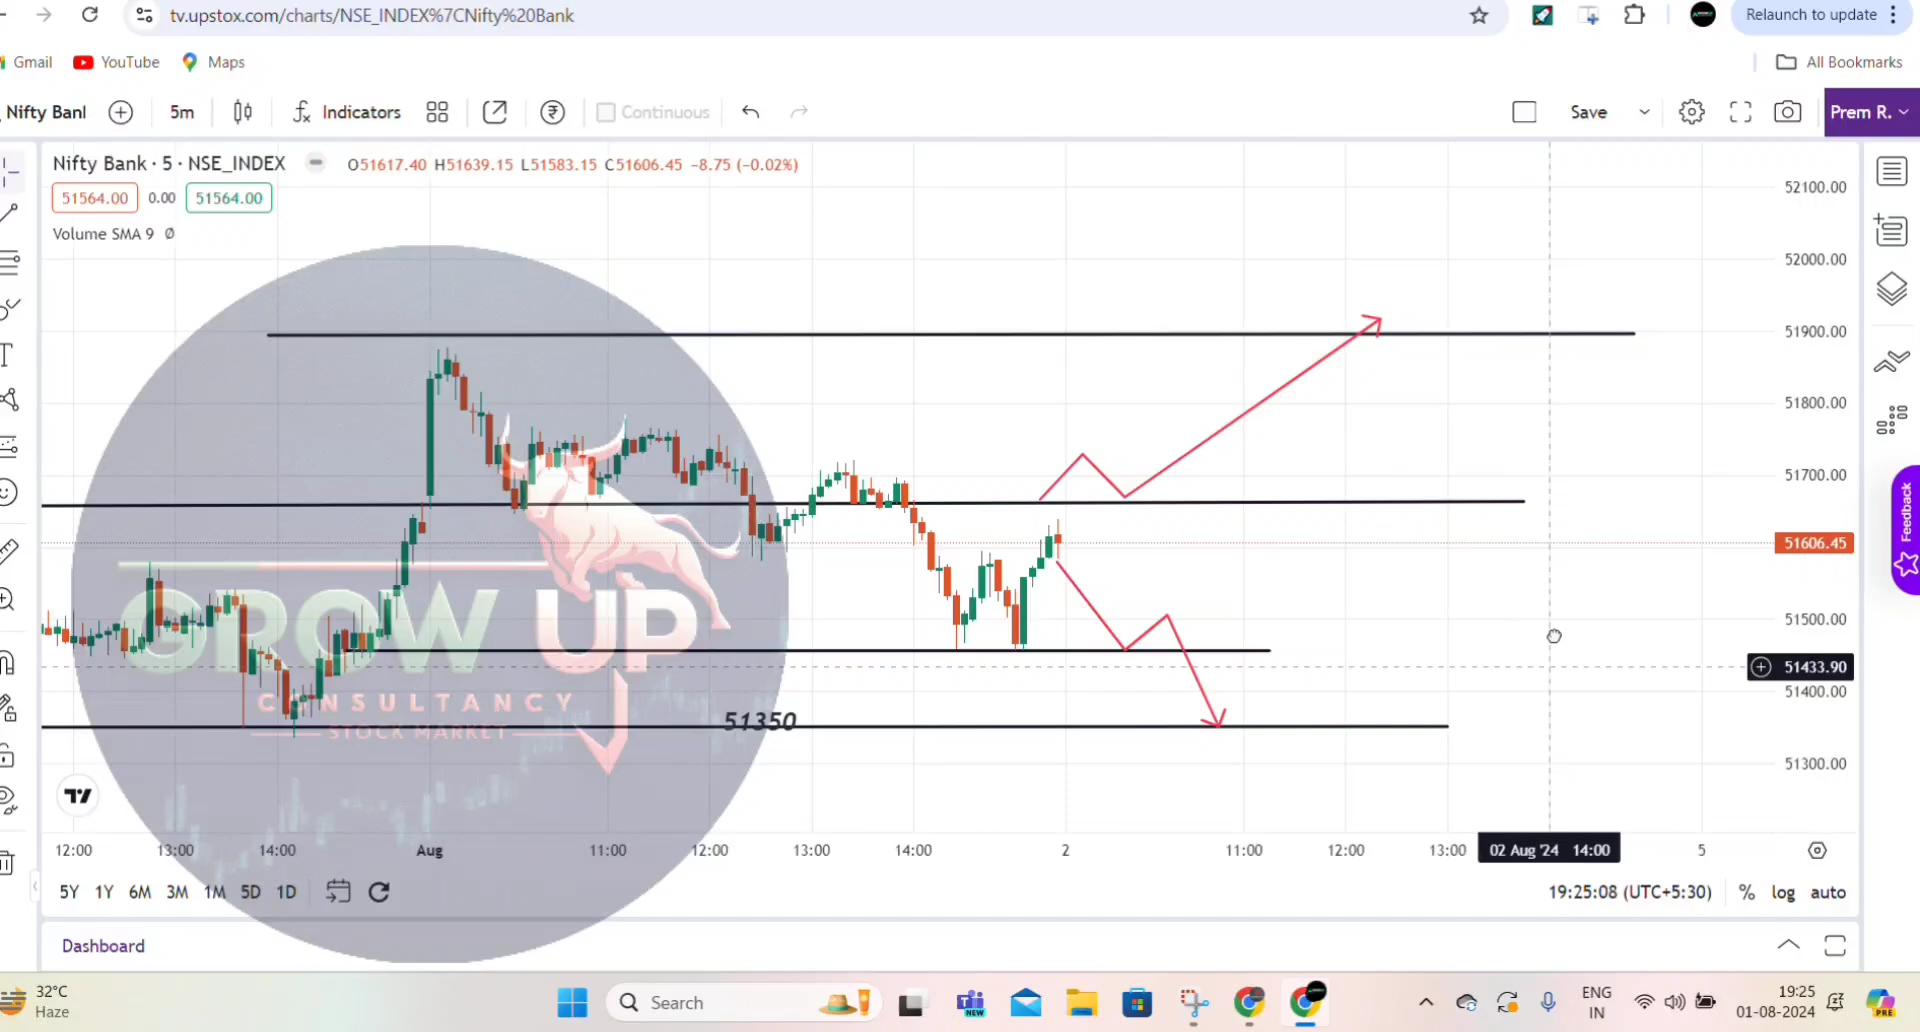 tv.upstox.com/charts/NSE_INDEX%7CNifty%20Bank
Relaunch to update
Gmail YouTube Maps
All Bookmarks
Nifty Banl 5m Indicators Continuous Save Prem R.
Nifty Bank · 5 · NSE_INDEX O51617.40 H51639.15 L51583.15 C51606.45 −8.75 (−0.02%)
51564.00 0.00 51564.00
Volume SMA 9 Ø
52100.00
52000.00
51900.00
51800.00
51700.00
51606.45
51500.00
51433.90
51400.00
51300.00
Feedback
GROW UP
CONSULTANCY
STOCK MARKET
51350
12:00 13:00 14:00 Aug 11:00 12:00 13:00 14:00 2 11:00 12:00 13:00 02 Aug '24 14:00 5
5Y 1Y 6M 3M 1M 5D 1D
19:25:08 (UTC+5:30) % log auto
Dashboard
32°C
Haze
Search
NEW
ENG
IN
19:25
01-08-2024
PRE